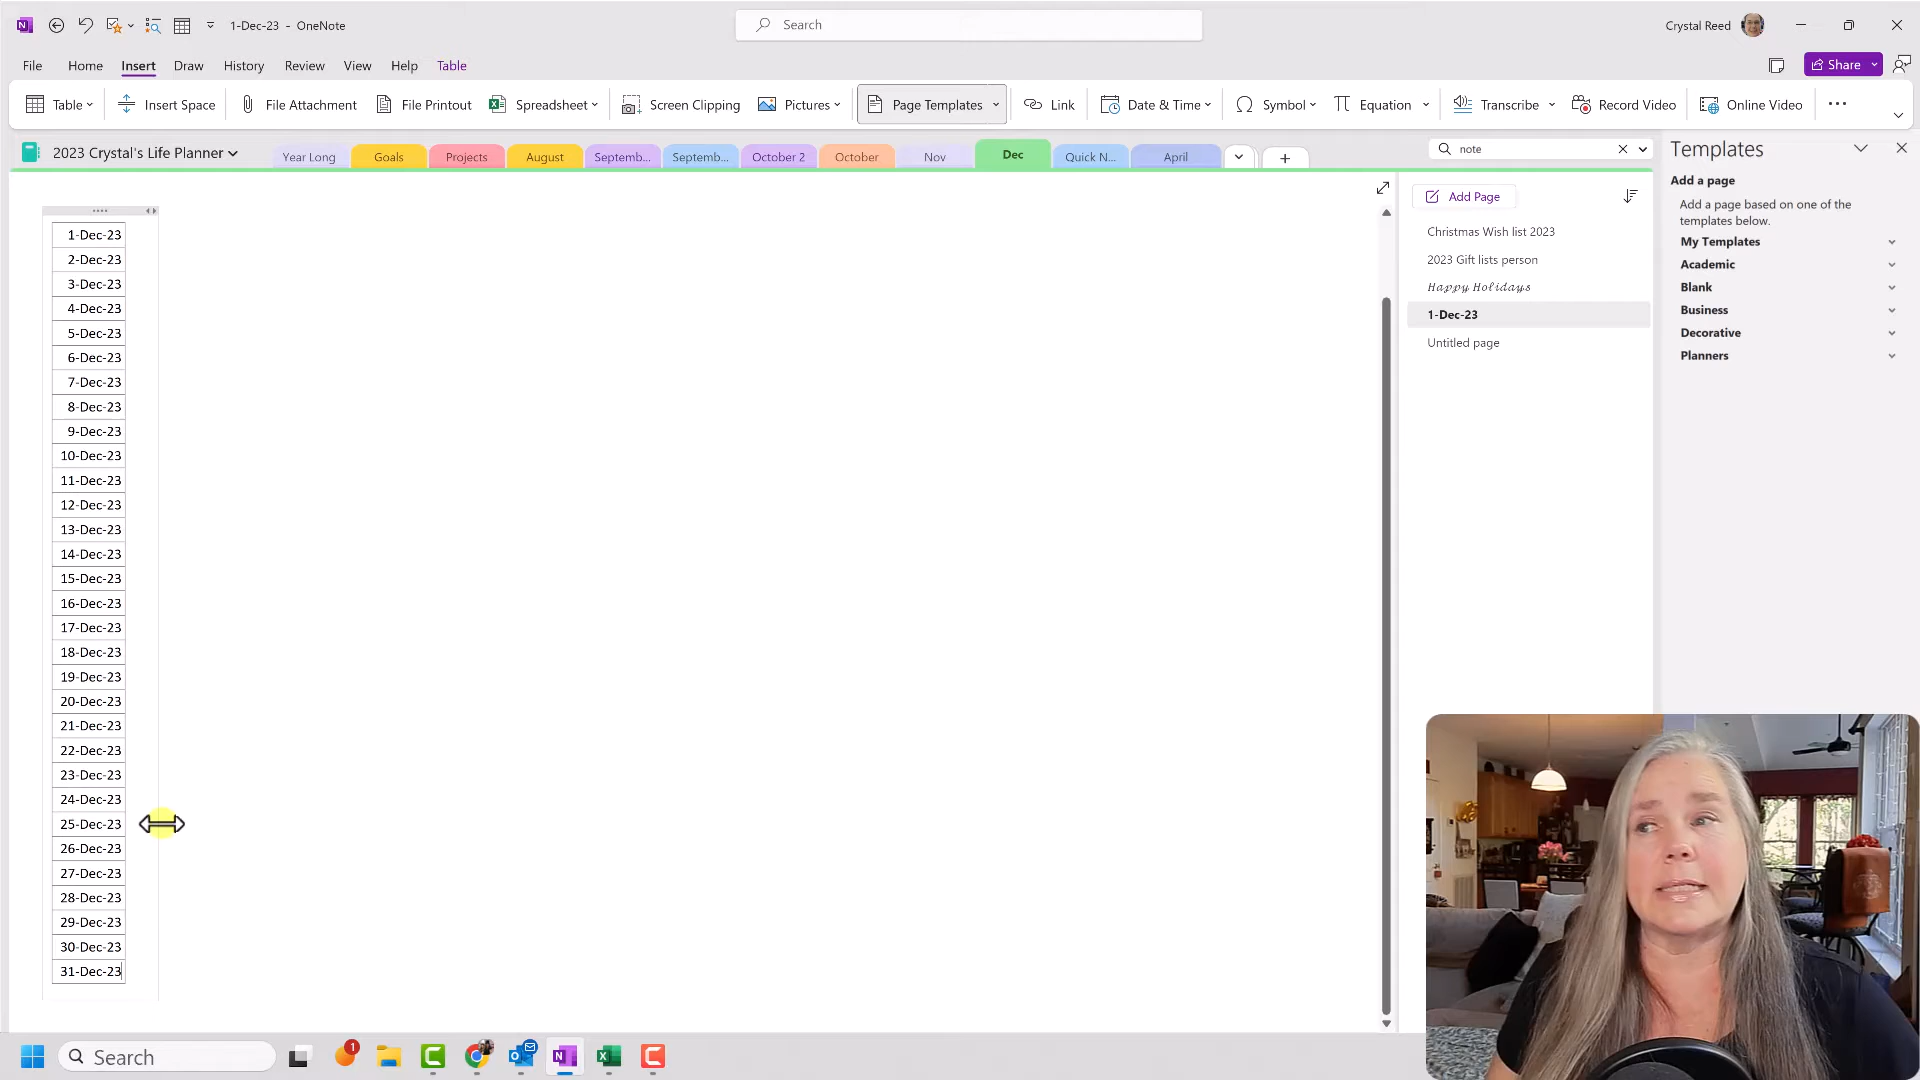 1-Dec-23 - OneNote
Search
Crystal Reed
File Home Insert Draw History Review View Help Table
Share
Table Insert Space File Attachment File Printout Spreadsheet Screen Clipping Pictures Page Templates Link Date & Time Symbol Equation Transcribe Record Video Online Video
2023 Crystal's Life Planner
Year Long Goals Projects August Septemb... Septemb... October 2 October Nov Dec Quick N... April
note
Templates
Add a page
Add a page based on one of the
templates below.
My Templates
Academic
Blank
Business
Decorative
Planners
Add Page
Christmas Wish list 2023
2023 Gift lists person
Happy Holidays
1-Dec-23
Untitled page
1-Dec-23
2-Dec-23
3-Dec-23
4-Dec-23
5-Dec-23
6-Dec-23
7-Dec-23
8-Dec-23
9-Dec-23
10-Dec-23
11-Dec-23
12-Dec-23
13-Dec-23
14-Dec-23
15-Dec-23
16-Dec-23
17-Dec-23
18-Dec-23
19-Dec-23
20-Dec-23
21-Dec-23
22-Dec-23
23-Dec-23
24-Dec-23
25-Dec-23
26-Dec-23
27-Dec-23
28-Dec-23
29-Dec-23
30-Dec-23
31-Dec-23
Search
1